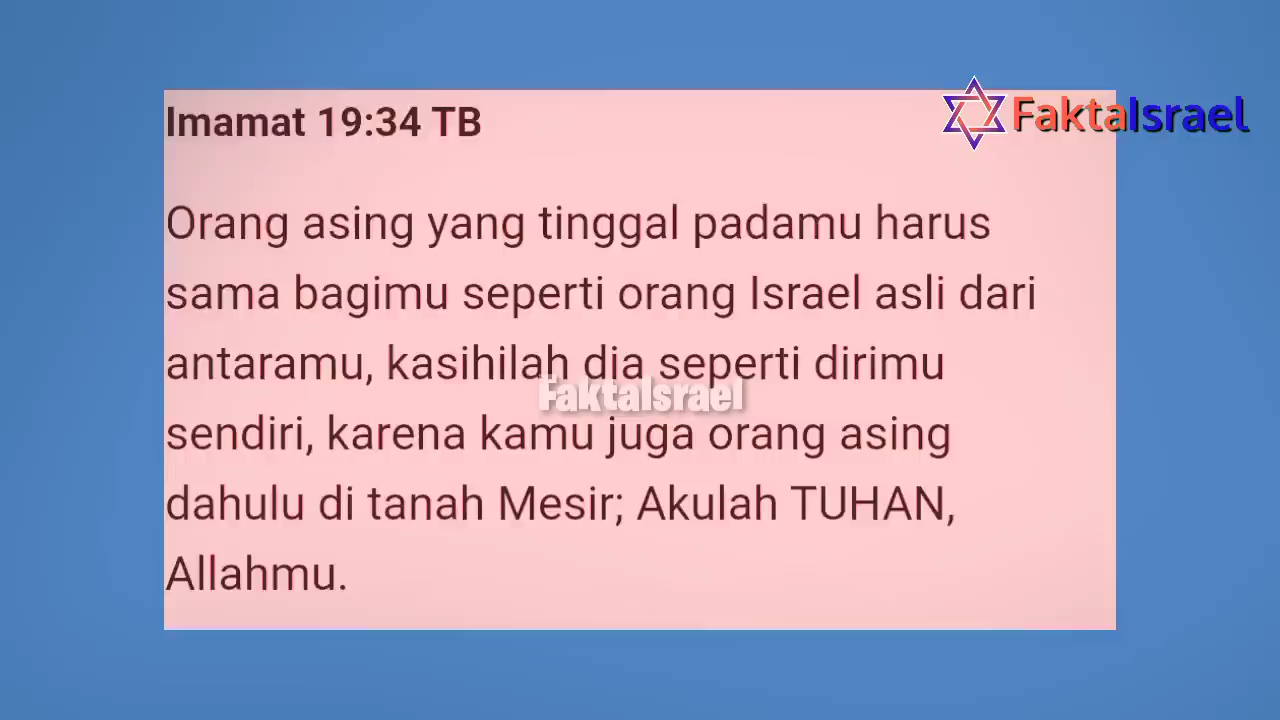 Imamat 19:34 TB
FaktaIsrael
Orang asing yang tinggal padamu harus
sama bagimu seperti orang Israel asli dari
antaramu, kasihilah dia seperti dirimu
FaktaIsrael
sendiri, karena kamu juga orang asing
dahulu di tanah Mesir; Akulah TUHAN,
Allahmu.